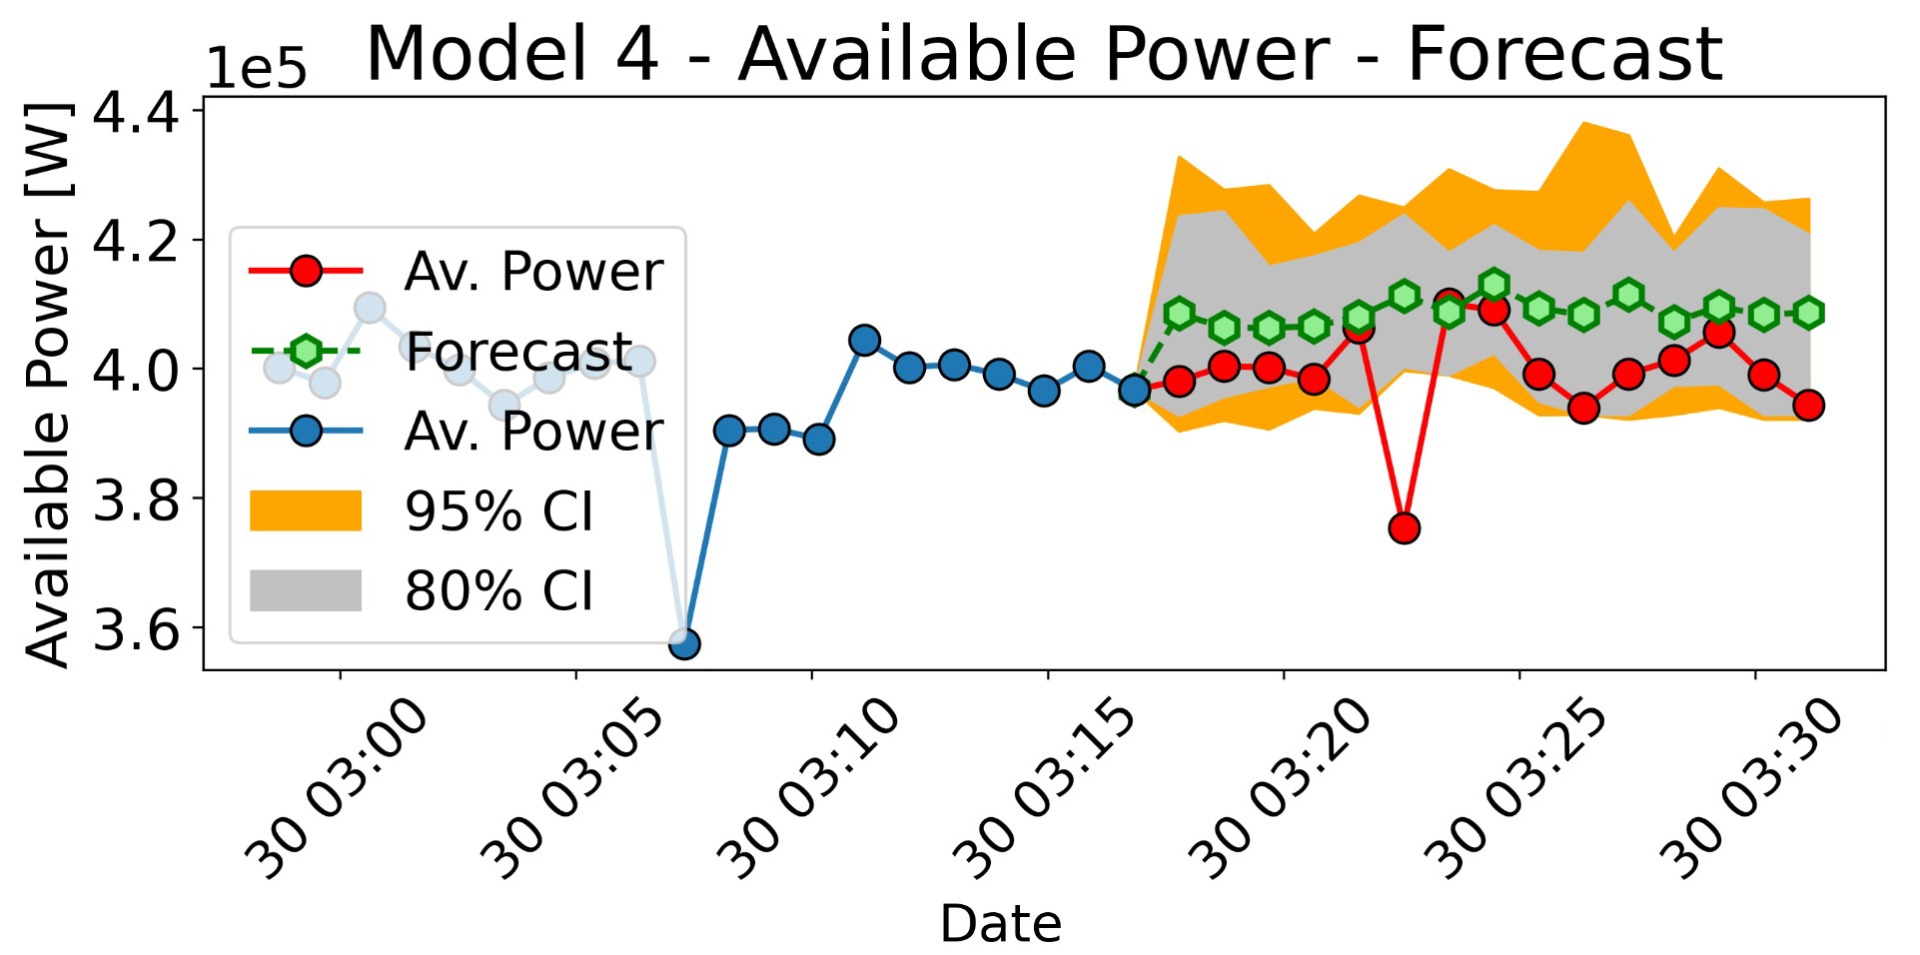 Model 4 - Available Power - Forecast
1e5
Available Power [W]
4.4
4.2
4.0
3.8
3.6
Av. Power
Forecast
Av. Power
95% CI
80% CI
30 03:00
30 03:05
30 03:10
30 03:15
30 03:20
30 03:25
30 03:30
Date